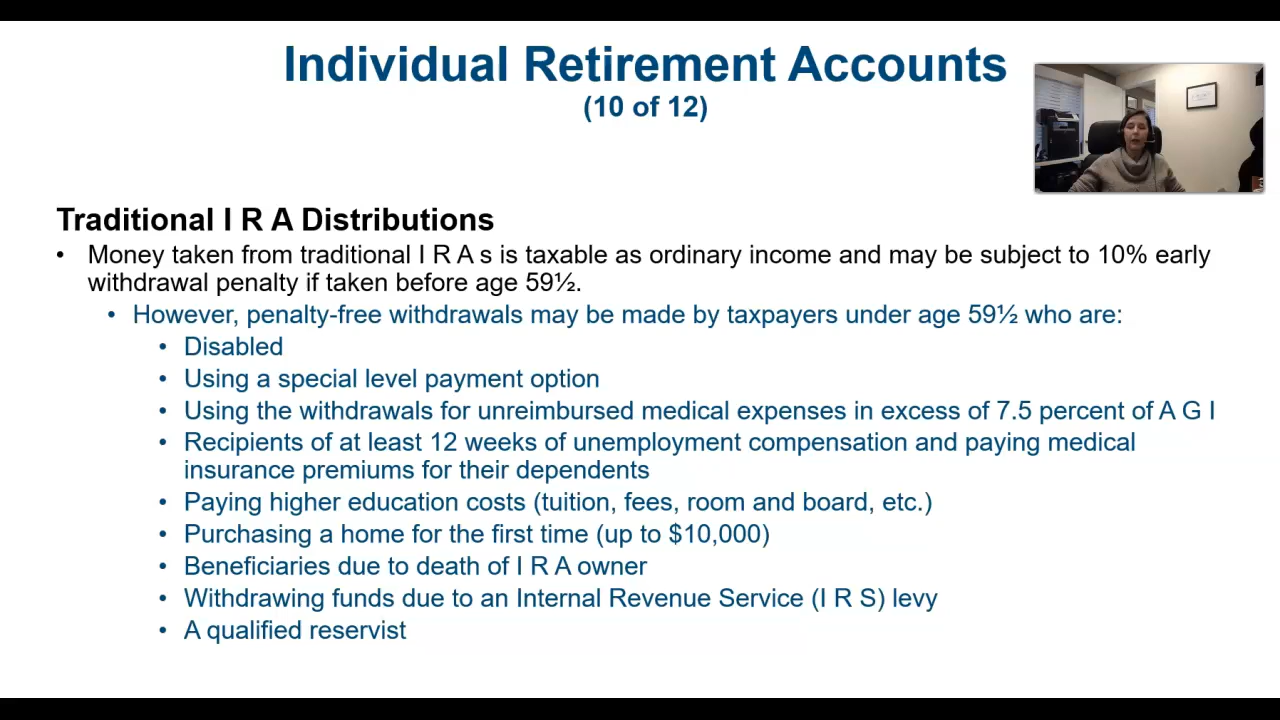 Individual Retirement Accounts
(10 of 12)
Traditional I R A Distributions
• Money taken from traditional I R A s is taxable as ordinary income and may be subject to 10% early
withdrawal penalty if taken before age 59½.
• However, penalty-free withdrawals may be made by taxpayers under age 59½ who are:
• Disabled
• Using a special level payment option
• Using the withdrawals for unreimbursed medical expenses in excess of 7.5 percent of A G I
• Recipients of at least 12 weeks of unemployment compensation and paying medical
insurance premiums for their dependents
• Paying higher education costs (tuition, fees, room and board, etc.)
• Purchasing a home for the first time (up to $10,000)
• Beneficiaries due to death of I R A owner
• Withdrawing funds due to an Internal Revenue Service (I R S) levy
• A qualified reservist